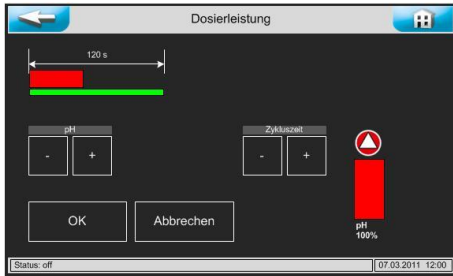 Dosierleistung
120 s
pH
Zykluszeit
- +
- +
OK
Abbrechen
pH
100%
Status: off
07.03.2011 12:00